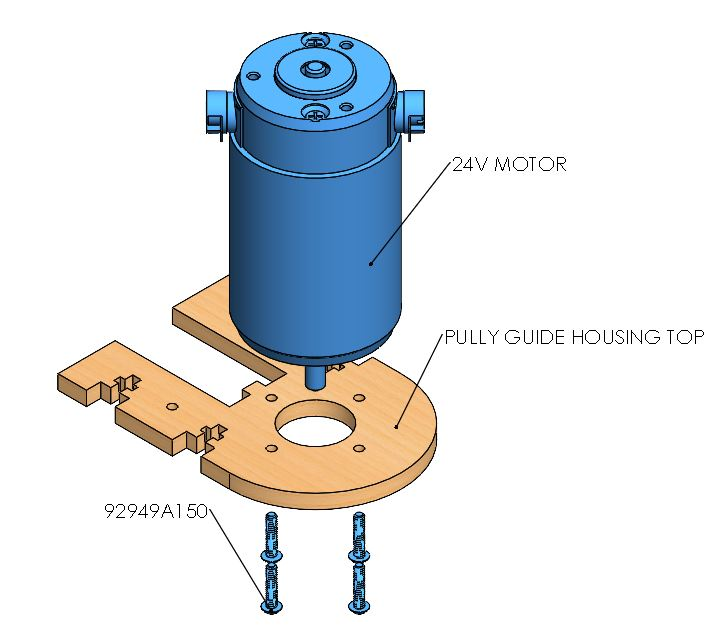 24V MOTOR
PULLY GUIDE HOUSING TOP
92949A150